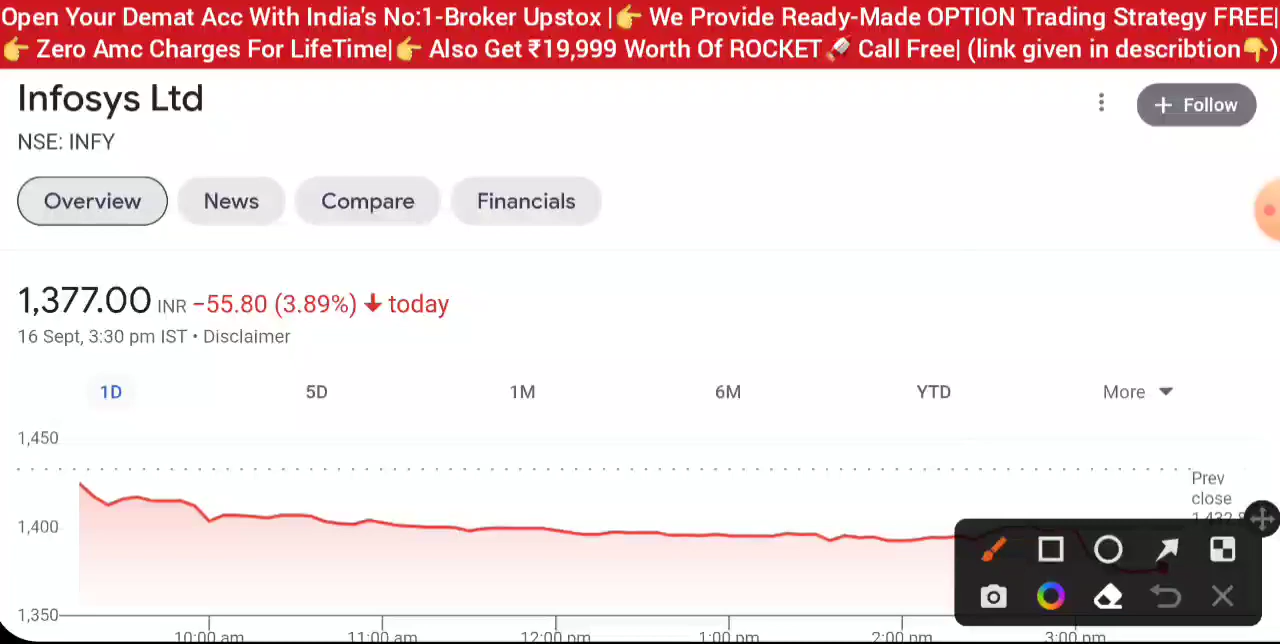 Open Your Demat Acc With India's No:1-Broker Upstox |👉 We Provide Ready-Made OPTION Trading Strategy FREE|
👉 Zero Amc Charges For LifeTime|👉 Also Get ₹19,999 Worth Of ROCKET🚀 Call Free| (link given in describtion👇)
Infosys Ltd
+ Follow
NSE: INFY
Overview
News
Compare
Financials
1,377.00 INR −55.80 (3.89%) ↓ today
16 Sept, 3:30 pm IST • Disclaimer
1D
5D
1M
6M
YTD
More
1,450
Prev
close
1,400
1,350
10:00 am
11:00 am
12:00 pm
1:00 pm
2:00 pm
3:00 pm